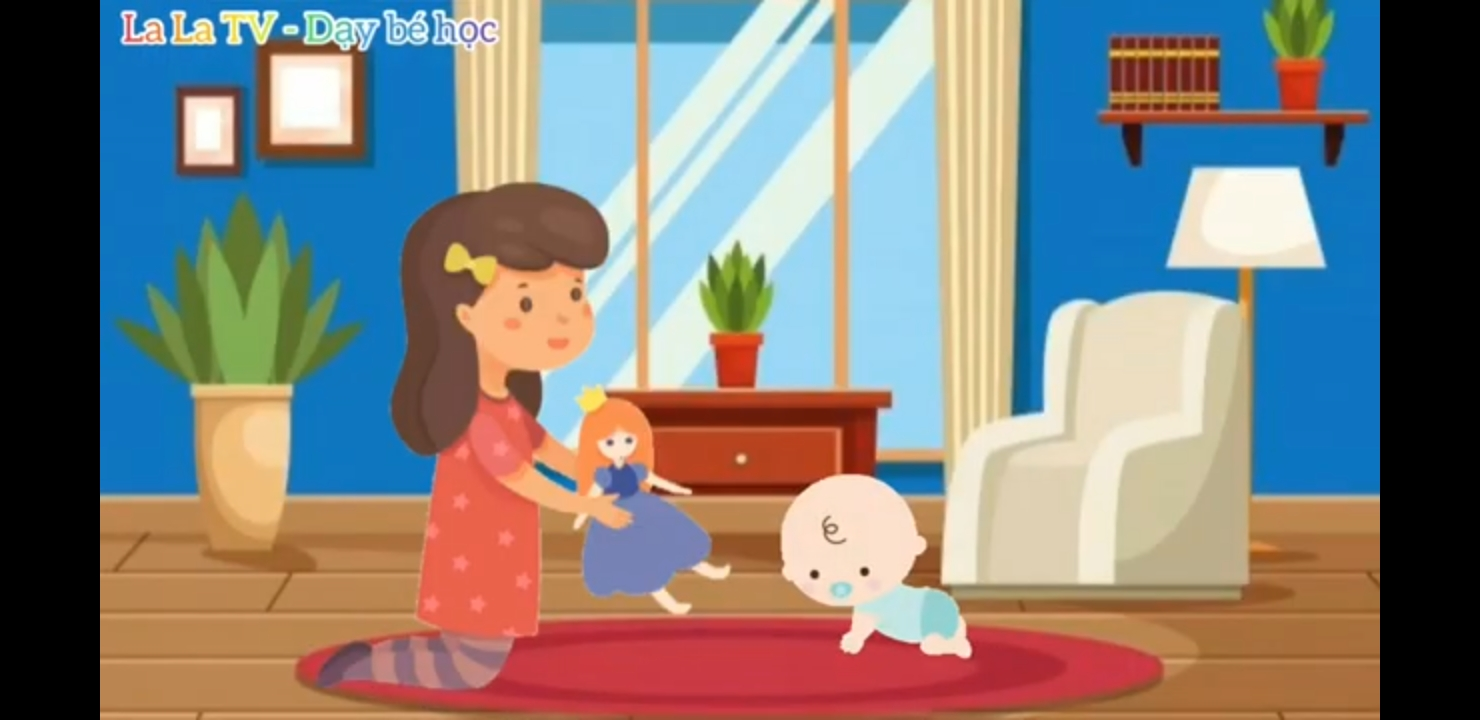 La La TV - Dạy bé học